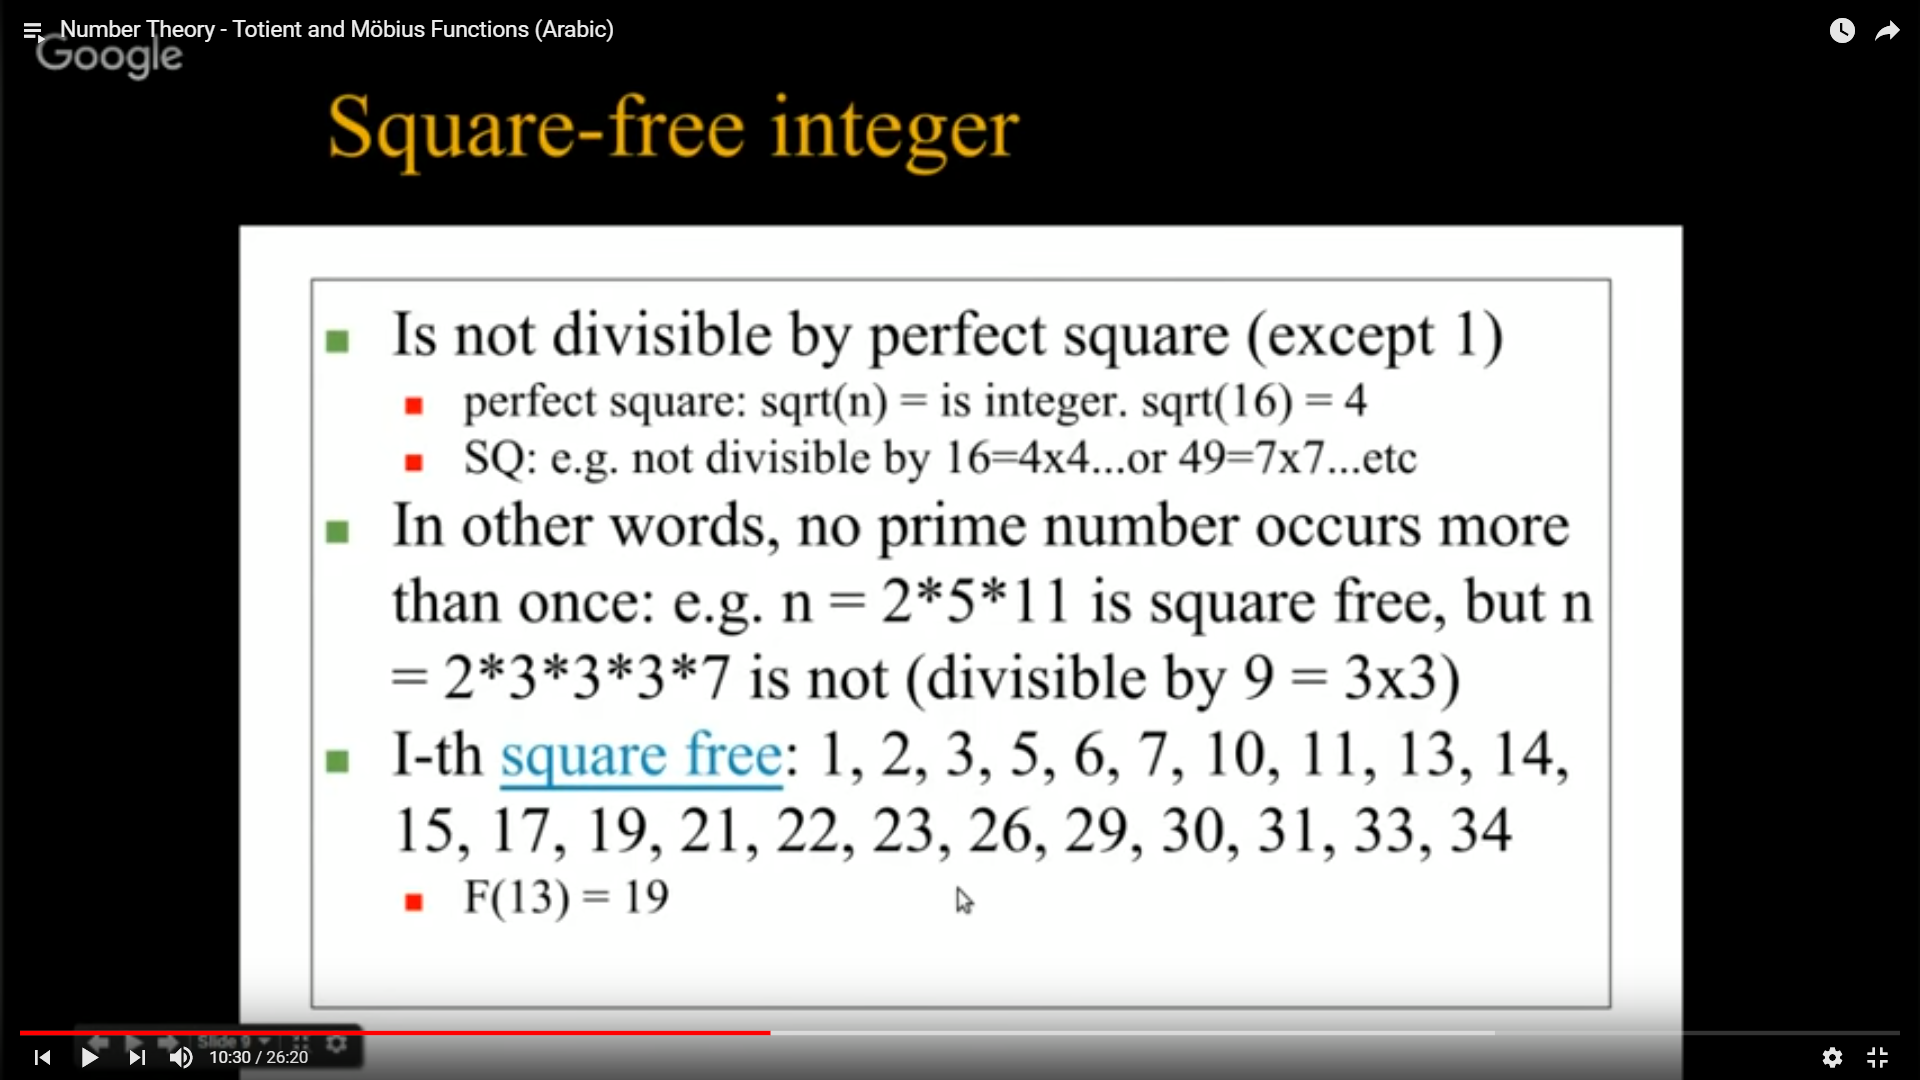 Number Theory - Totient and Möbius Functions (Arabic)
Google
Square-free integer
Is not divisible by perfect square (except 1)
perfect square: sqrt(n) = is integer. sqrt(16) = 4
SQ: e.g. not divisible by 16=4x4...or 49=7x7...etc
In other words, no prime number occurs more
than once: e.g. n = 2*5*11 is square free, but n
= 2*3*3*3*7 is not (divisible by 9 = 3x3)
I-th square free: 1, 2, 3, 5, 6, 7, 10, 11, 13, 14,
15, 17, 19, 21, 22, 23, 26, 29, 30, 31, 33, 34
F(13) = 19
Slide 9
10:30 / 26:20